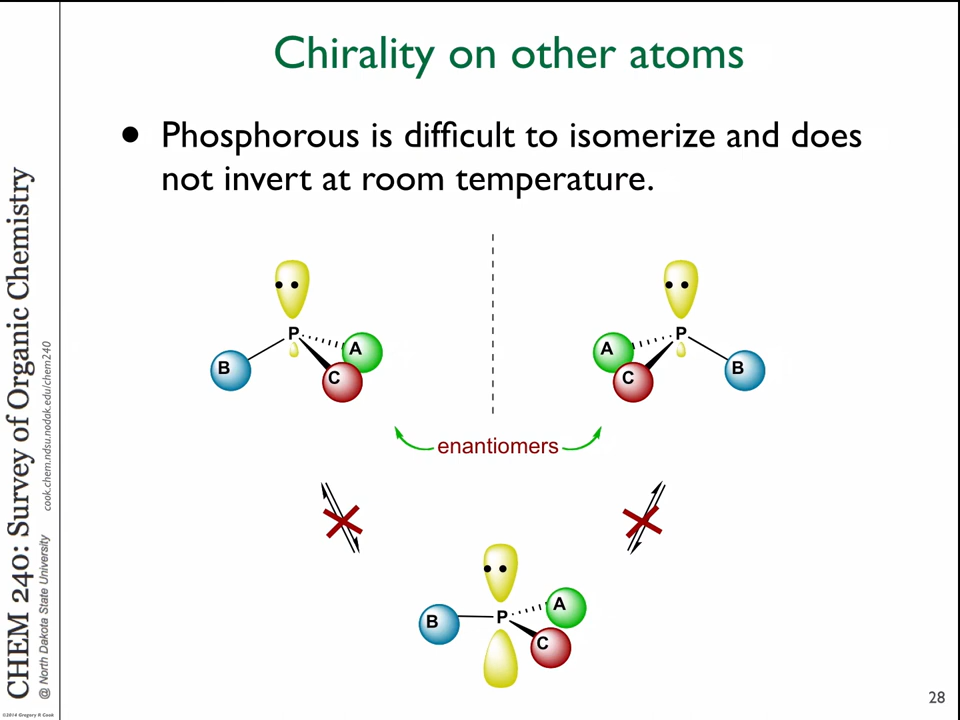 Chirality on other atoms
• Phosphorous is difficult to isomerize and does
not invert at room temperature.
P
A
B
C
P
A
C
B
enantiomers
P
A
B
C
CHEM 240: Survey of Organic Chemistry
@ North Dakota State University cook.chem.ndsu.nodak.edu/chem240
©2014 Gregory R Cook
28